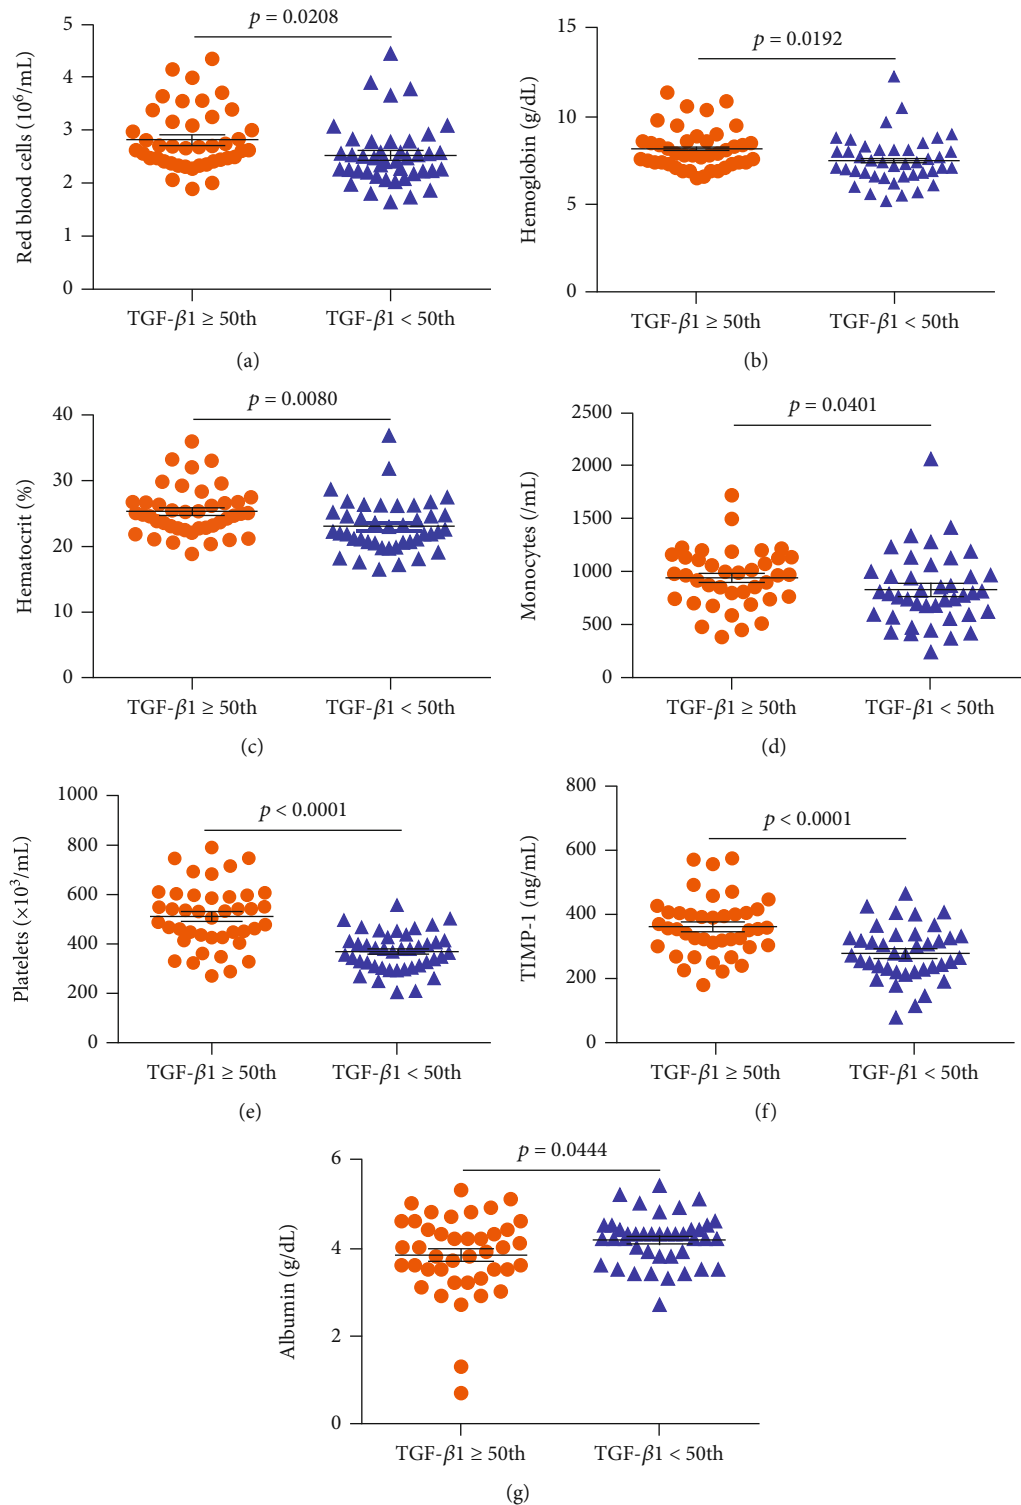 p = 0.0208
Red blood cells (10⁶/mL)
5
4
3
2
1
0
TGF-β1 ≥ 50th
TGF-β1 < 50th
(a)
p = 0.0192
Hemoglobin (g/dL)
15
10
5
0
TGF-β1 ≥ 50th
TGF-β1 < 50th
(b)
p = 0.0080
Hematocrit (%)
40
30
20
10
0
TGF-β1 ≥ 50th
TGF-β1 < 50th
(c)
p = 0.0401
Monocytes (/mL)
2500
2000
1500
1000
500
0
TGF-β1 ≥ 50th
TGF-β1 < 50th
(d)
p < 0.0001
Platelets (×10³/mL)
1000
800
600
400
200
0
TGF-β1 ≥ 50th
TGF-β1 < 50th
(e)
p < 0.0001
TIMP-1 (ng/mL)
800
600
400
200
0
TGF-β1 ≥ 50th
TGF-β1 < 50th
(f)
p = 0.0444
Albumin (g/dL)
6
4
2
0
TGF-β1 ≥ 50th
TGF-β1 < 50th
(g)